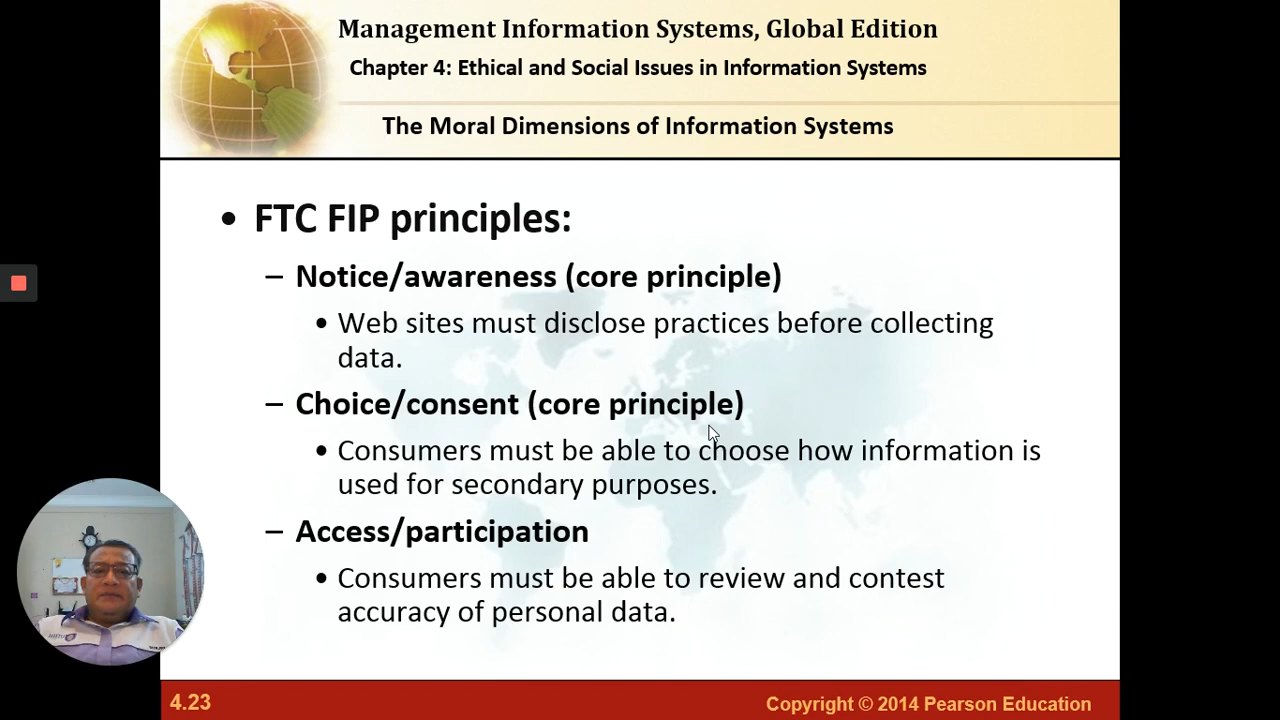 Management Information Systems, Global Edition
Chapter 4: Ethical and Social Issues in Information Systems
The Moral Dimensions of Information Systems
• FTC FIP principles:
– Notice/awareness (core principle)
• Web sites must disclose practices before collecting
data.
– Choice/consent (core principle)
• Consumers must be able to choose how information is
used for secondary purposes.
– Access/participation
• Consumers must be able to review and contest
accuracy of personal data.
4.23
Copyright © 2014 Pearson Education